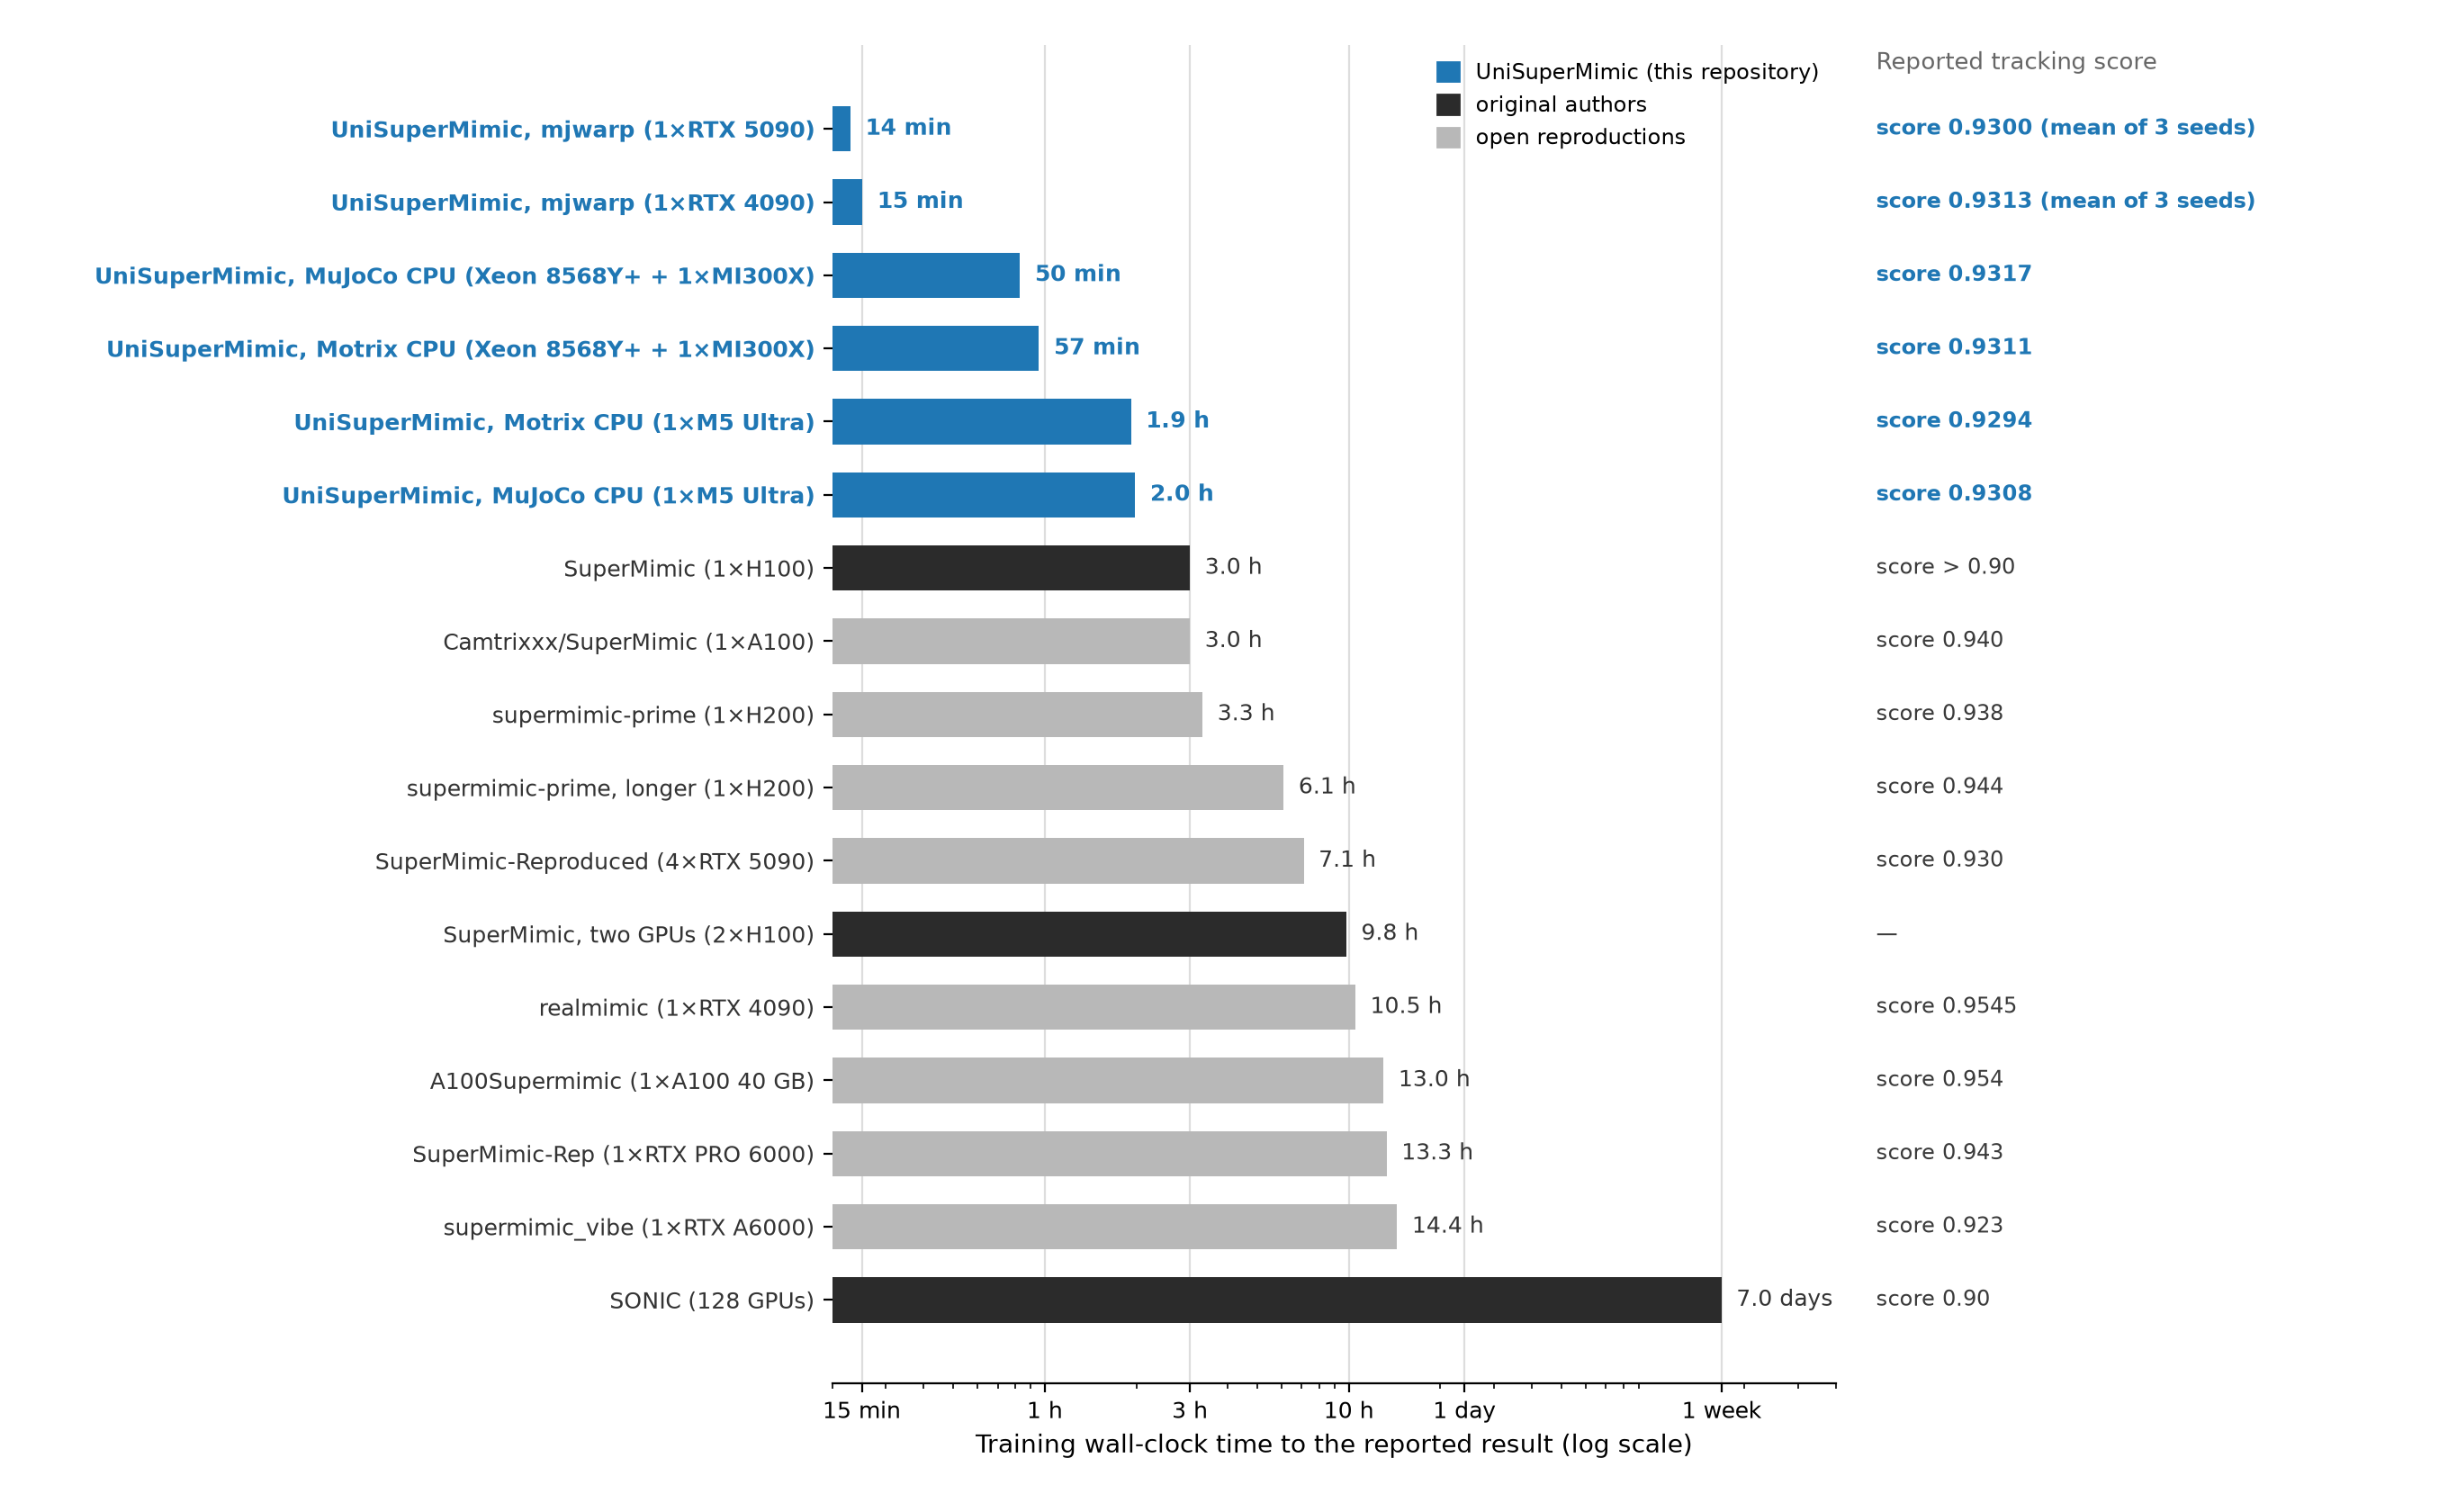 UniSuperMimic (this repository)
original authors
open reproductions
Reported tracking score
UniSuperMimic, mjwarp (1×RTX 5090) 14 min score 0.9300 (mean of 3 seeds)
UniSuperMimic, mjwarp (1×RTX 4090) 15 min score 0.9313 (mean of 3 seeds)
UniSuperMimic, MuJoCo CPU (Xeon 8568Y+ + 1×MI300X) 50 min score 0.9317
UniSuperMimic, Motrix CPU (Xeon 8568Y+ + 1×MI300X) 57 min score 0.9311
UniSuperMimic, Motrix CPU (1×M5 Ultra) 1.9 h score 0.9294
UniSuperMimic, MuJoCo CPU (1×M5 Ultra) 2.0 h score 0.9308
SuperMimic (1×H100) 3.0 h score > 0.90
Camtrixxx/SuperMimic (1×A100) 3.0 h score 0.940
supermimic-prime (1×H200) 3.3 h score 0.938
supermimic-prime, longer (1×H200) 6.1 h score 0.944
SuperMimic-Reproduced (4×RTX 5090) 7.1 h score 0.930
SuperMimic, two GPUs (2×H100) 9.8 h —
realmimic (1×RTX 4090) 10.5 h score 0.9545
A100Supermimic (1×A100 40 GB) 13.0 h score 0.954
SuperMimic-Rep (1×RTX PRO 6000) 13.3 h score 0.943
supermimic_vibe (1×RTX A6000) 14.4 h score 0.923
SONIC (128 GPUs) 7.0 days score 0.90
15 min 1 h 3 h 10 h 1 day 1 week
Training wall-clock time to the reported result (log scale)